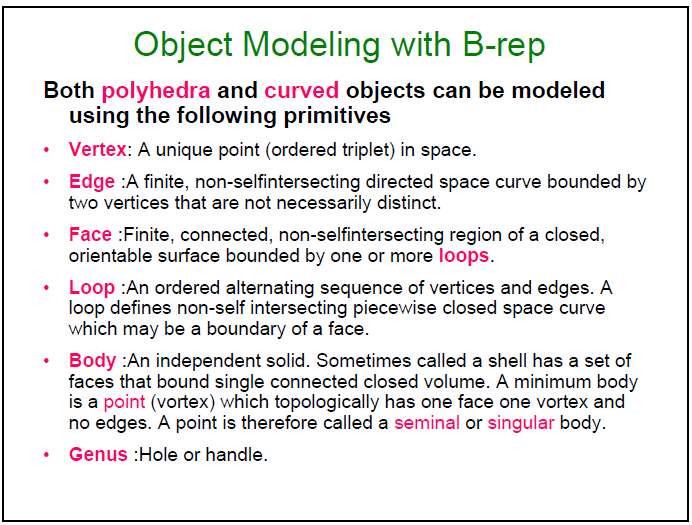 Object Modeling with B-rep
Both polyhedra and curved objects can be modeled
using the following primitives
• Vertex: A unique point (ordered triplet) in space.
• Edge :A finite, non-selfintersecting directed space curve bounded by
two vertices that are not necessarily distinct.
• Face :Finite, connected, non-selfintersecting region of a closed,
orientable surface bounded by one or more loops.
• Loop :An ordered alternating sequence of vertices and edges. A
loop defines non-self intersecting piecewise closed space curve
which may be a boundary of a face.
• Body :An independent solid. Sometimes called a shell has a set of
faces that bound single connected closed volume. A minimum body
is a point (vortex) which topologically has one face one vortex and
no edges. A point is therefore called a seminal or singular body.
• Genus :Hole or handle.